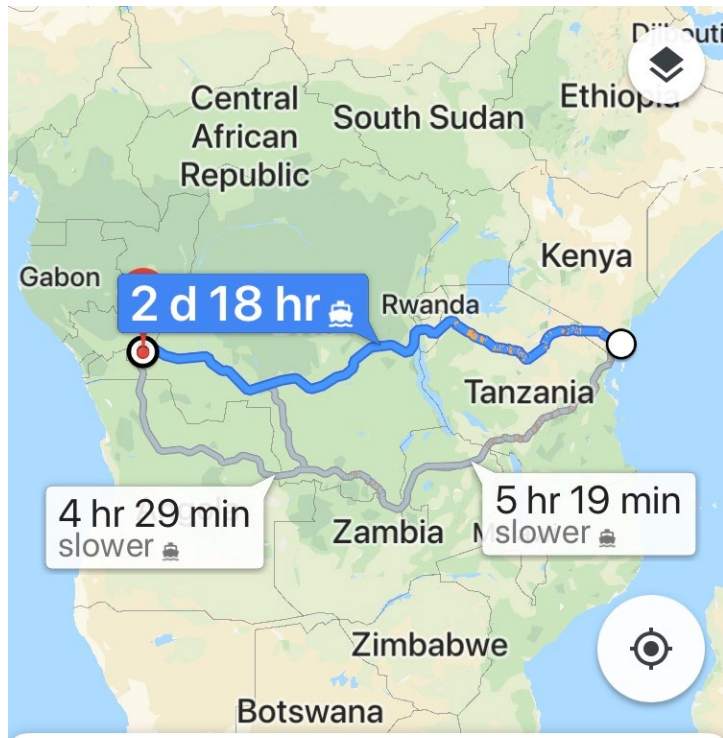 Djibouti
Central
African
Republic
South Sudan
Ethiopia
Kenya
Gabon
2 d 18 hr
Rwanda
Tanzania
4 hr 29 min
slower
5 hr 19 min
slower
Zambia
Zimbabwe
Botswana